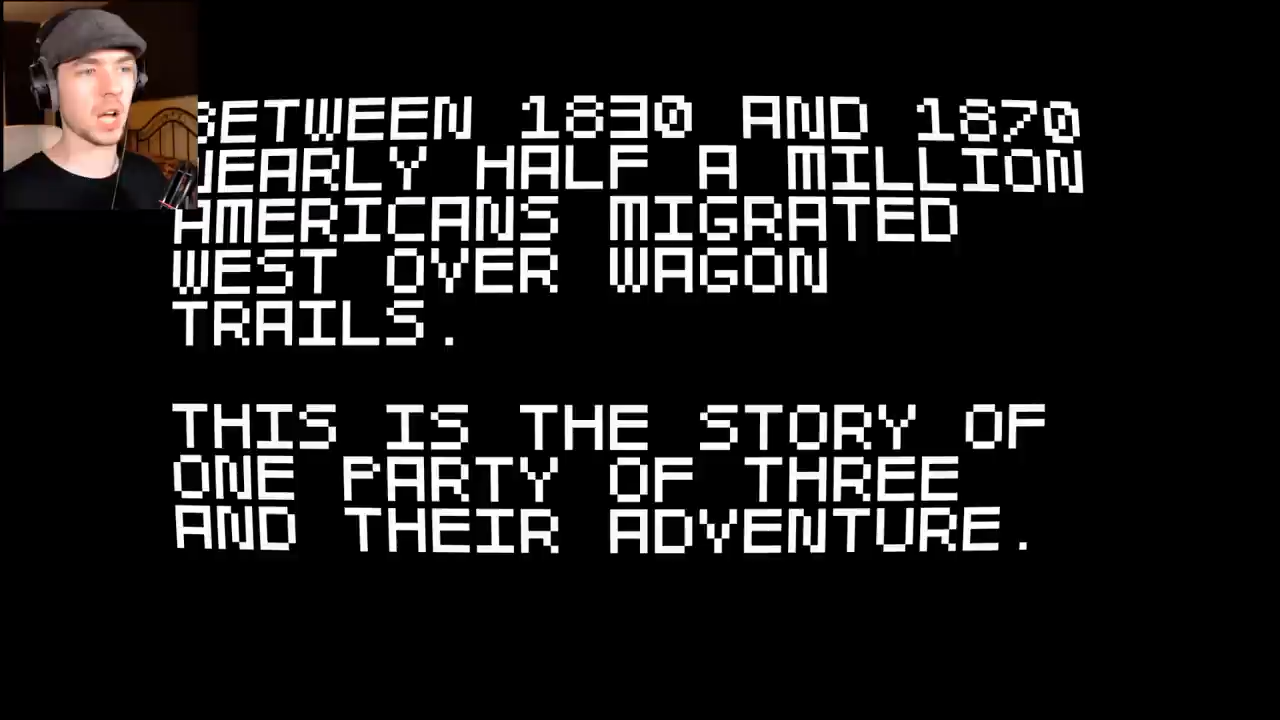 BETWEEN 1830 AND 1870
NEARLY HALF A MILLION
AMERICANS MIGRATED
WEST OVER WAGON
TRAILS.
THIS IS THE STORY OF
ONE PARTY OF THREE
AND THEIR ADVENTURE.